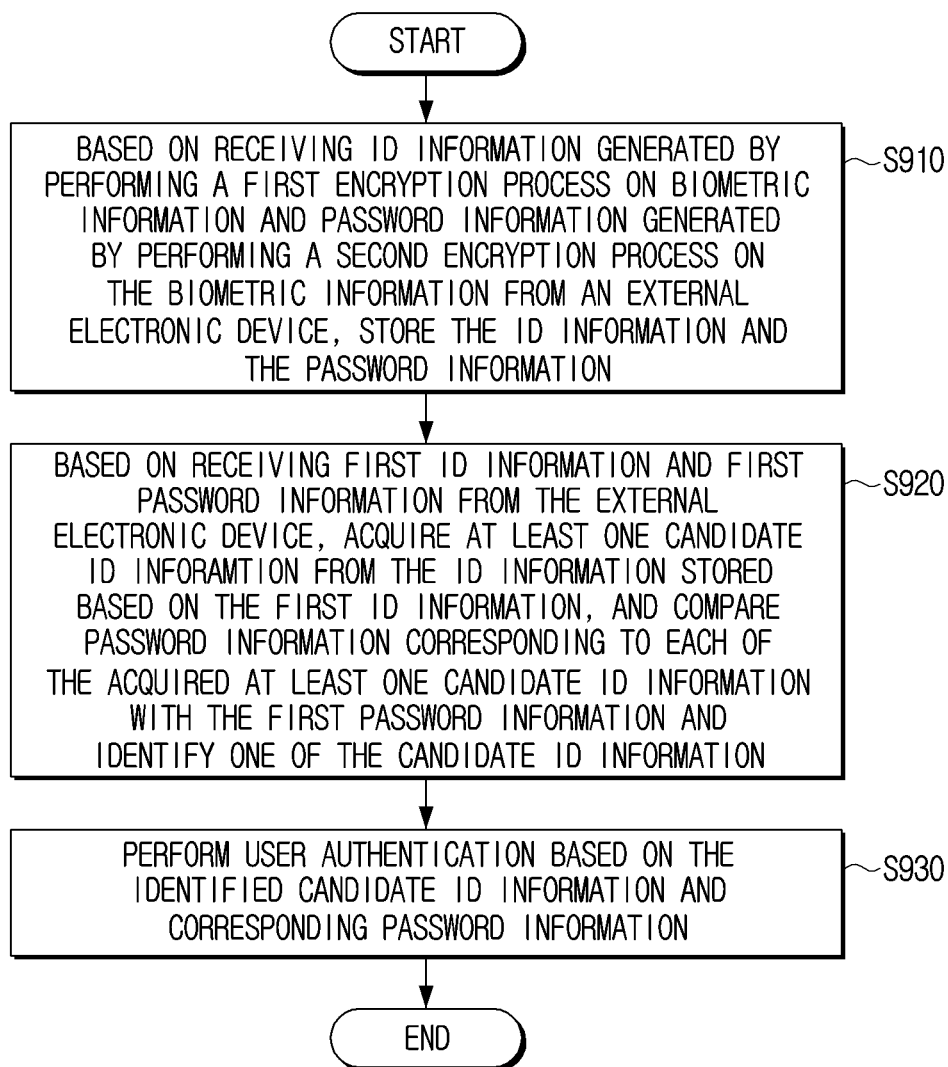 START
BASED ON RECEIVING ID INFORMATION GENERATED BY
PERFORMING A FIRST ENCRYPTION PROCESS ON BIOMETRIC
INFORMATION AND PASSWORD INFORMATION GENERATED
BY PERFORMING A SECOND ENCRYPTION PROCESS ON
THE BIOMETRIC INFORMATION FROM AN EXTERNAL
ELECTRONIC DEVICE, STORE THE ID INFORMATION AND
THE PASSWORD INFORMATION
S910
BASED ON RECEIVING FIRST ID INFORMATION AND FIRST
PASSWORD INFORMATION FROM THE EXTERNAL
ELECTRONIC DEVICE, ACQUIRE AT LEAST ONE CANDIDATE
ID INFORAMTION FROM THE ID INFORMATION STORED
BASED ON THE FIRST ID INFORMATION, AND COMPARE
PASSWORD INFORMATION CORRESPONDING TO EACH OF
THE ACQUIRED AT LEAST ONE CANDIDATE ID INFORMATION
WITH THE FIRST PASSWORD INFORMATION AND
IDENTIFY ONE OF THE CANDIDATE ID INFORMATION
S920
PERFORM USER AUTHENTICATION BASED ON THE
IDENTIFIED CANDIDATE ID INFORMATION AND
CORRESPONDING PASSWORD INFORMATION
S930
END